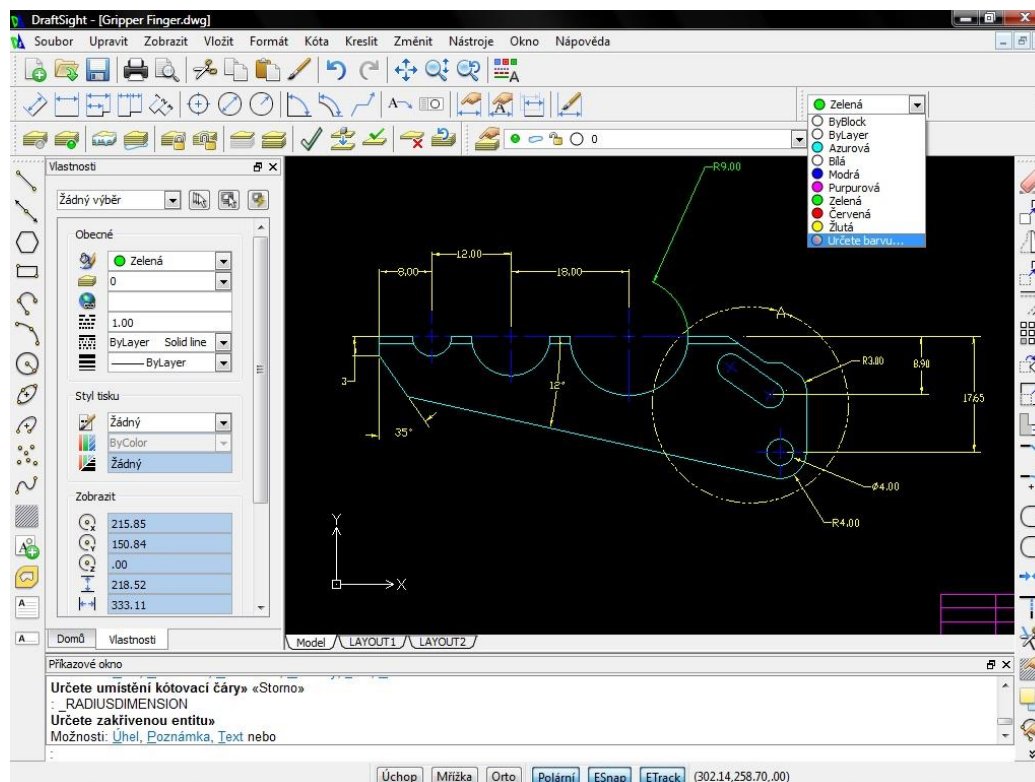 DraftSight - [Gripper Finger.dwg]
Soubor Upravit Zobrazit Vložit Formát Kóta Kreslit Změnit Nástroje Okno Nápověda
Zelená
ByBlock
ByLayer
Azurová
Bílá
Modrá
Purpurová
Zelená
Červená
Žlutá
Určete barvu...
0
Vlastnosti
Žádný výběr
Obecné
Zelená
0
1.00
ByLayer Solid line
ByLayer
Styl tisku
Žádný
ByColor
Žádný
Zobrazit
215.85
150.84
.00
218.52
333.11
Domů Vlastnosti
R9.00
12.00
8.00
18.00
A
R3.00
8.90
17.65
3
12°
35°
Ø4.00
R4.00
Y
X
Model LAYOUT1 LAYOUT2
Příkazové okno
Určete umístění kótovací čáry» «Storno»
: _RADIUSDIMENSION
Určete zakřivenou entitu»
Možnosti: Úhel, Poznámka, Text nebo
:
Úchop Mřížka Orto Polární ESnap ETrack (302.14,258.70,.00)